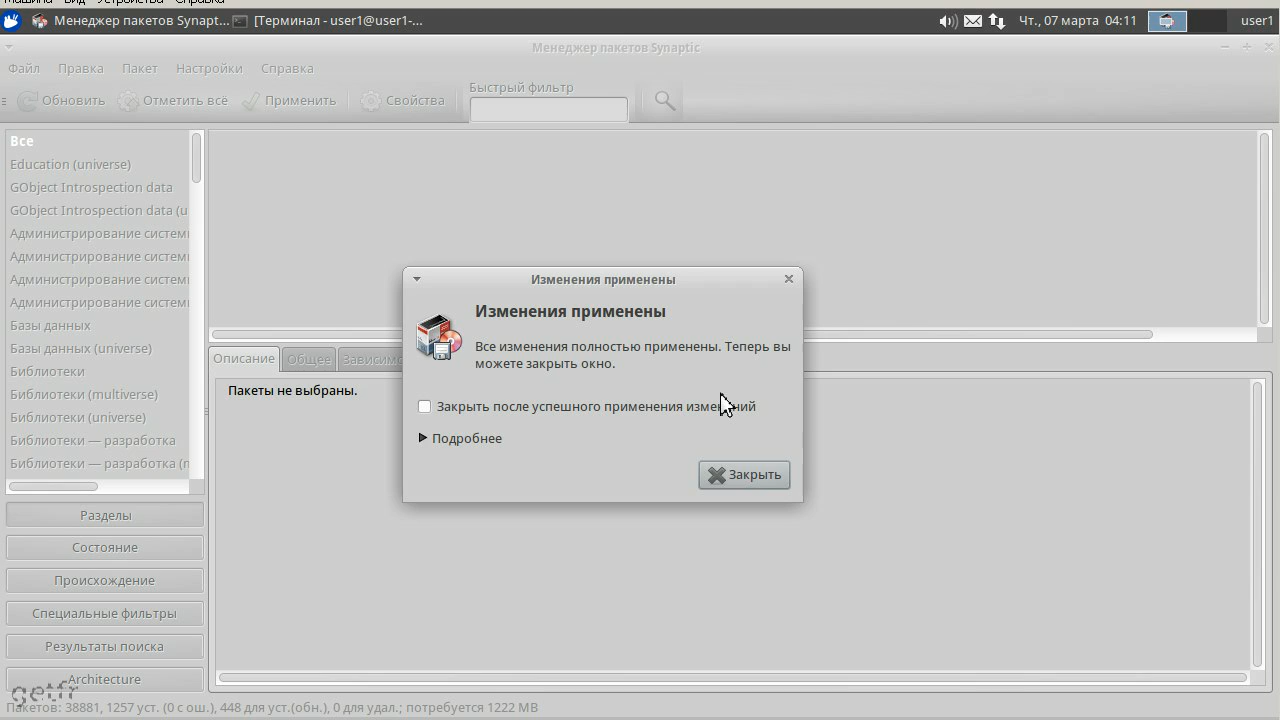 Машина Вид Устройства Справка
Менеджер пакетов Synapt... [Терминал - user1@user1-... Чт., 07 марта 04:11 user1
Менеджер пакетов Synaptic
Файл Правка Пакет Настройки Справка
Обновить Отметить всё Применить Свойства Быстрый фильтр
Все
Education (universe)
GObject Introspection data
GObject Introspection data (u
Администрирование систем
Администрирование систем
Администрирование систем
Администрирование систем
Базы данных
Базы данных (universe)
Библиотеки
Библиотеки (multiverse)
Библиотеки (universe)
Библиотеки — разработка
Библиотеки — разработка (п
Разделы
Состояние
Происхождение
Специальные фильтры
Результаты поиска
Architecture
Описание Общее Зависимо
Пакеты не выбраны.
Изменения применены
Изменения применены
Все изменения полностью применены. Теперь вы
можете закрыть окно.
Закрыть после успешного применения изменений
Подробнее
Закрыть
getfr
Пакетов: 38881, 1257 уст. (0 с ош.), 448 для уст.(обн.), 0 для удал.; потребуется 1222 MB